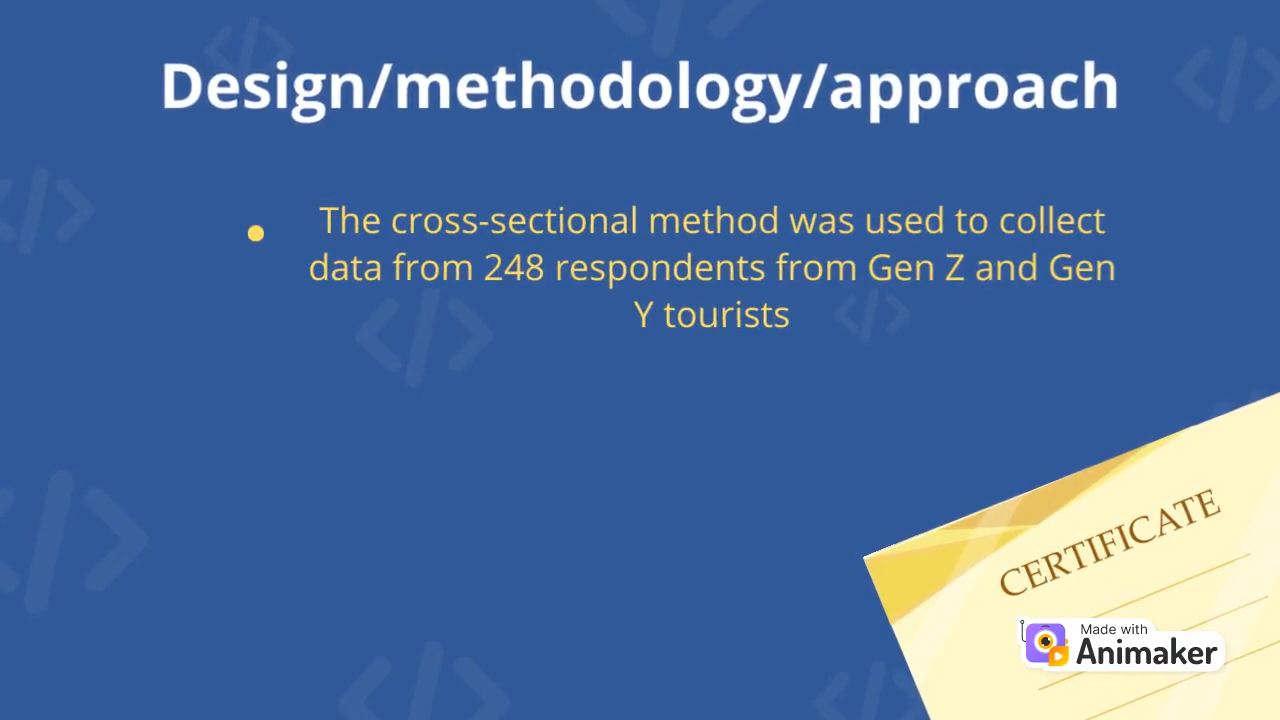 Design/methodology/approach
The cross-sectional method was used to collect
data from 248 respondents from Gen Z and Gen
Y tourists
CERTIFICATE
Made with
Animaker